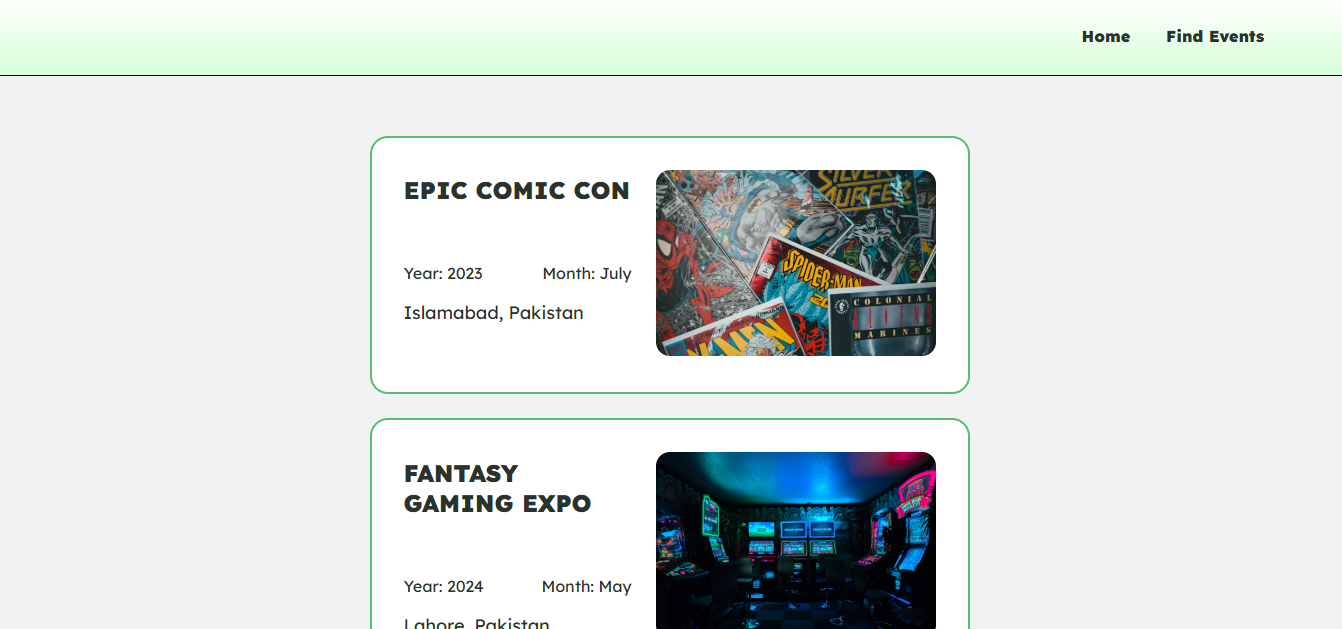 Home Find Events
EPIC COMIC CON
Year: 2023 Month: July
Islamabad, Pakistan
SILVER
SURFER
SPIDER-MAN
COLONIAL
MARINES
X-MEN
FANTASY
GAMING EXPO
Year: 2024 Month: May
Lahore, Pakistan